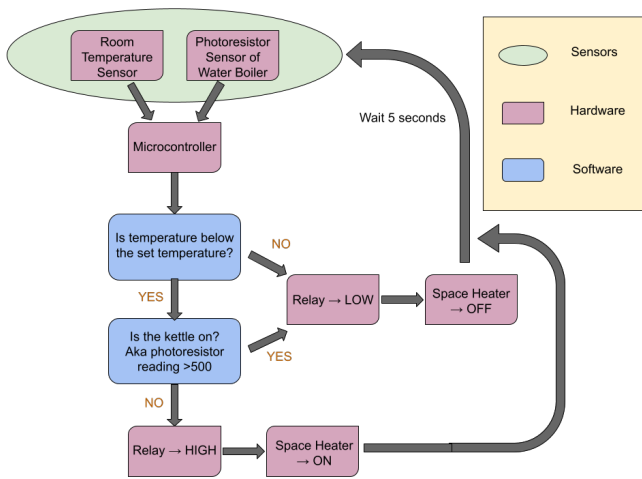 Room
Temperature
Sensor
Photoresistor
Sensor of
Water Boiler
Sensors
Hardware
Software
Wait 5 seconds
Microcontroller
Is temperature below
the set temperature?
NO
YES
Relay → LOW
Space Heater
→ OFF
Is the kettle on?
Aka photoresistor
reading >500
YES
NO
Relay → HIGH
Space Heater
→ ON